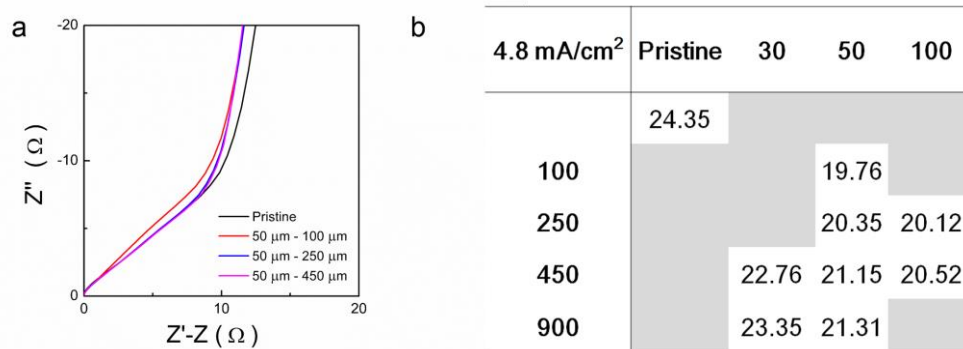 a
-20
-10
0
Z'' ( Ω )
Pristine
50 μm - 100 μm
50 μm - 250 μm
50 μm - 450 μm
0 10 20
Z'-Z ( Ω )
b
4.8 mA/cm² Pristine 30 50 100
24.35
100 19.76
250 20.35 20.12
450 22.76 21.15 20.52
900 23.35 21.31